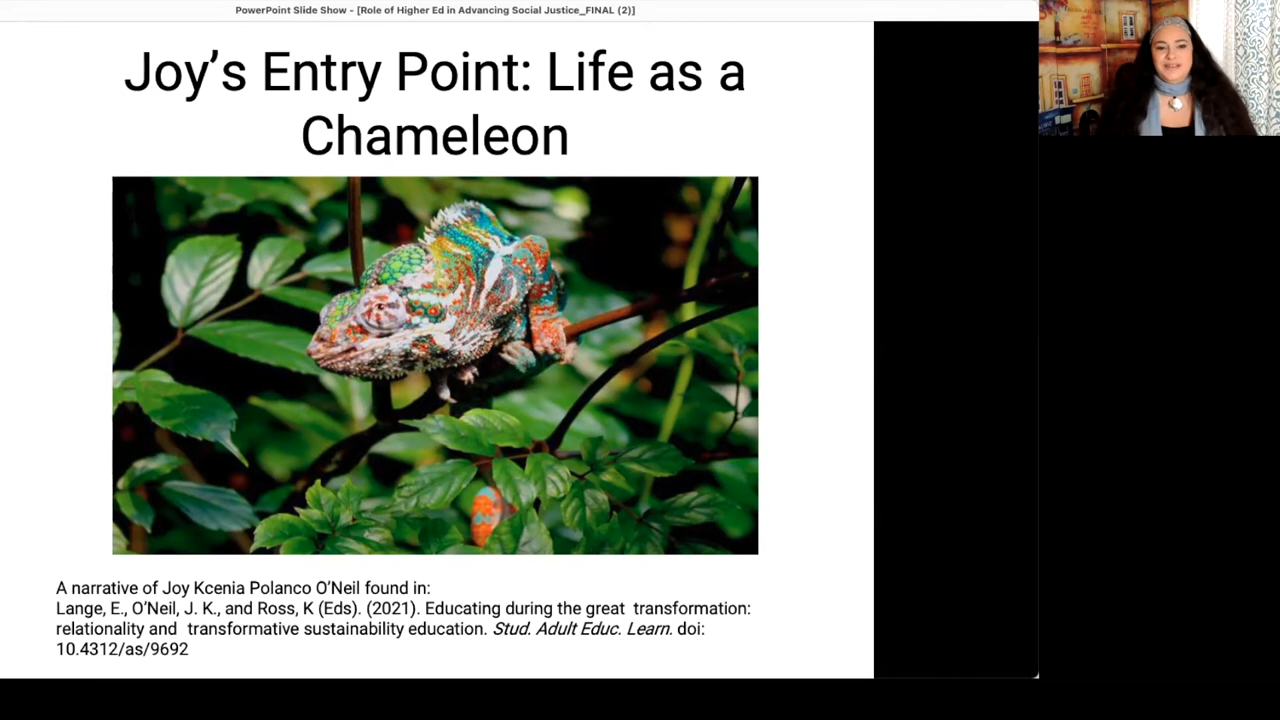 PowerPoint Slide Show - [Role of Higher Ed in Advancing Social Justice_FINAL (2)]
Joy’s Entry Point: Life as a
Chameleon
A narrative of Joy Kcenia Polanco O’Neil found in:
Lange, E., O’Neil, J. K., and Ross, K (Eds). (2021). Educating during the great transformation:
relationality and transformative sustainability education. Stud. Adult Educ. Learn. doi:
10.4312/as/9692